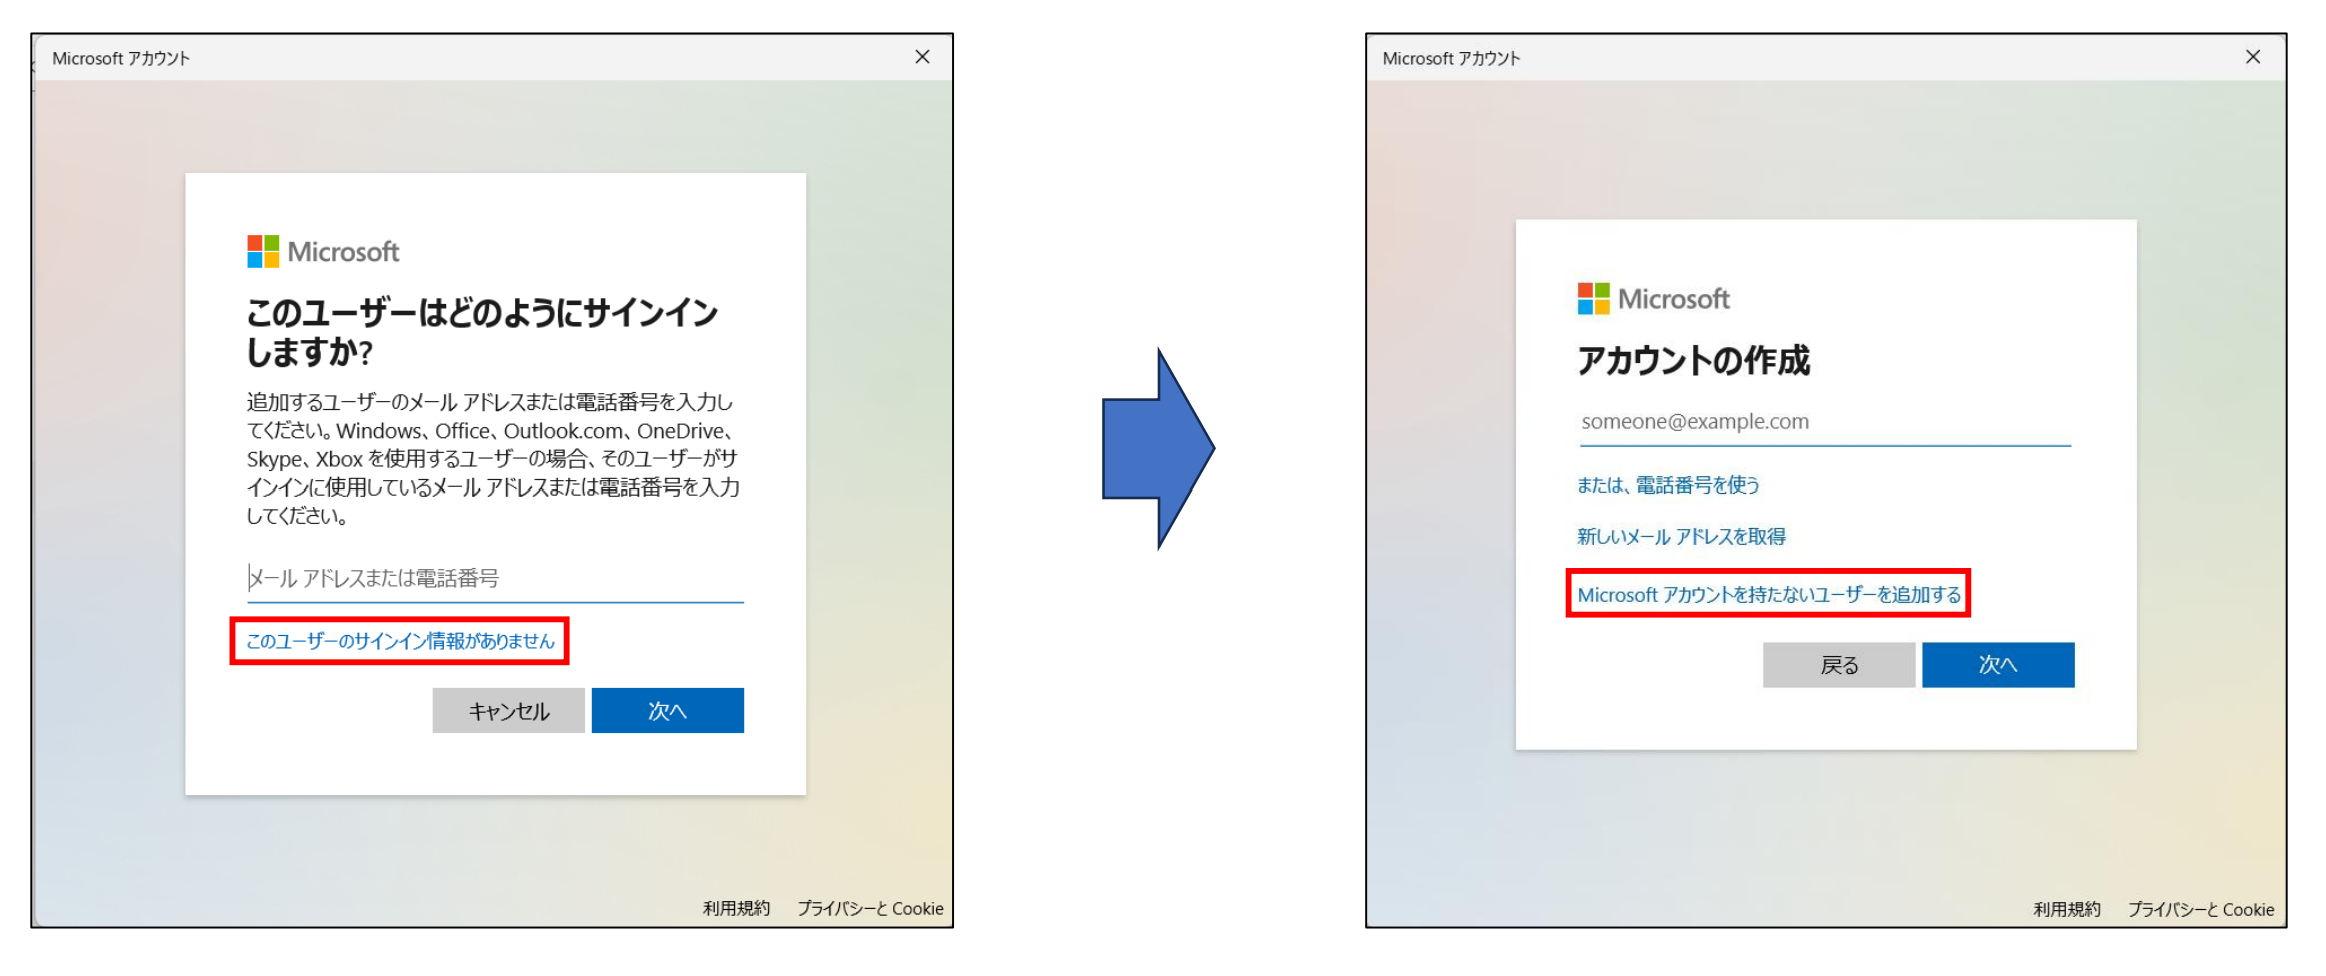 Microsoft アカウント
Microsoft
このユーザーはどのようにサインイン
しますか?
追加するユーザーのメール アドレスまたは電話番号を入力し
てください。Windows、Office、Outlook.com、OneDrive、
Skype、Xbox を使用するユーザーの場合、そのユーザーがサ
インインに使用しているメール アドレスまたは電話番号を入力
してください。
メール アドレスまたは電話番号
このユーザーのサインイン情報がありません
キャンセル
次へ
利用規約
プライバシーと Cookie
Microsoft アカウント
Microsoft
アカウントの作成
someone@example.com
または、電話番号を使う
新しいメール アドレスを取得
Microsoft アカウントを持たないユーザーを追加する
戻る
次へ
利用規約
プライバシーと Cookie